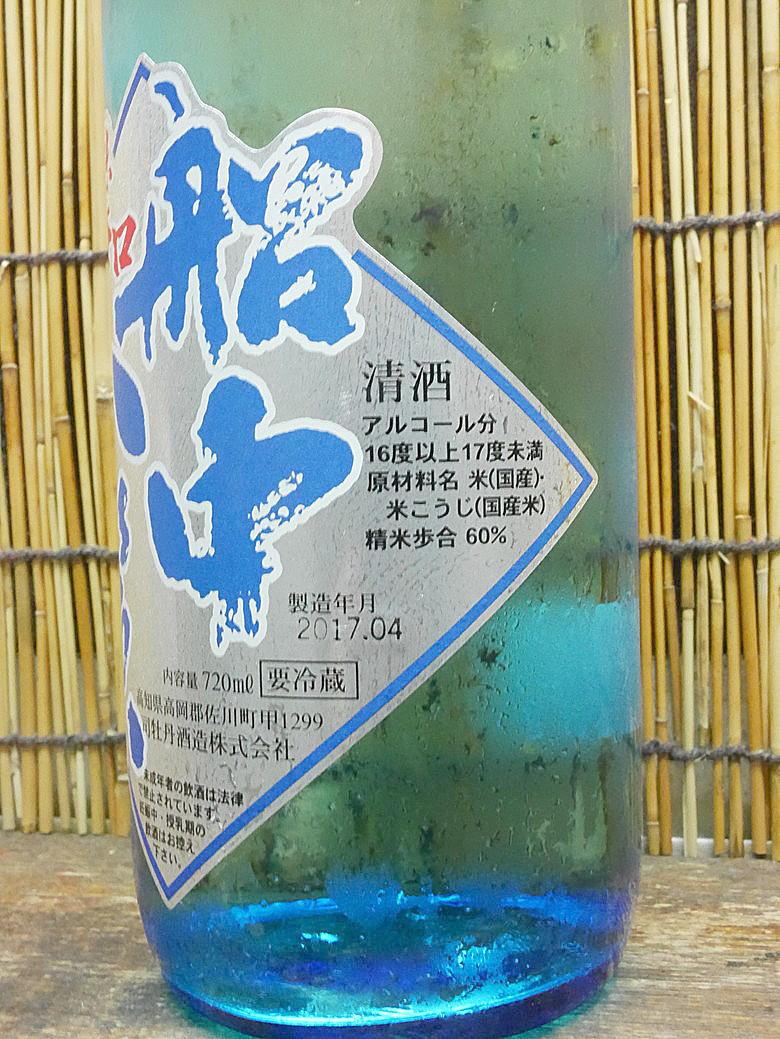 船中
清酒
アルコール分
16度以上17度未満
原材料名 米(国産)・
米こうじ(国産米)
精米歩合 60%
製造年月
2017.04
内容量 720ml 要冷蔵
高知県高岡郡佐川町甲1299
司牡丹酒造株式会社
未成年者の飲酒は法律
で禁止されています。
妊娠中・授乳期の
飲酒はお控え
下さい。